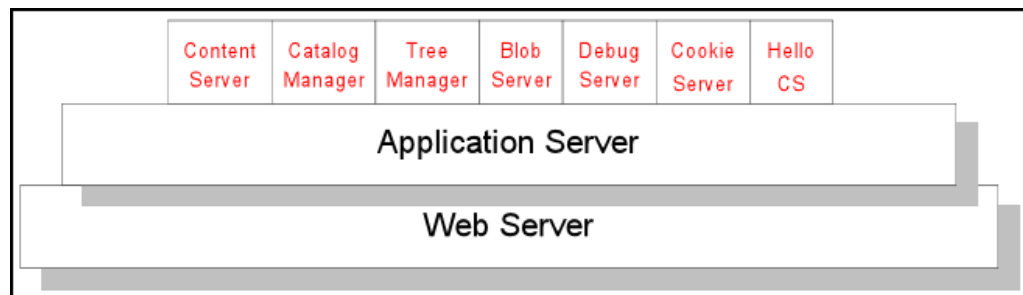 Content Catalog Tree Blob Debug Cookie Hello
Server Manager Manager Server Server Server CS
Application Server
Web Server